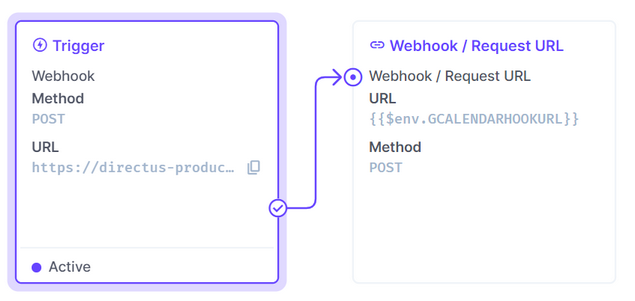 Trigger
Webhook
Method
POST
URL
https://directus-produc…
Active
Webhook / Request URL
Webhook / Request URL
URL
{{$env.GCALENDARHOOKURL}}
Method
POST